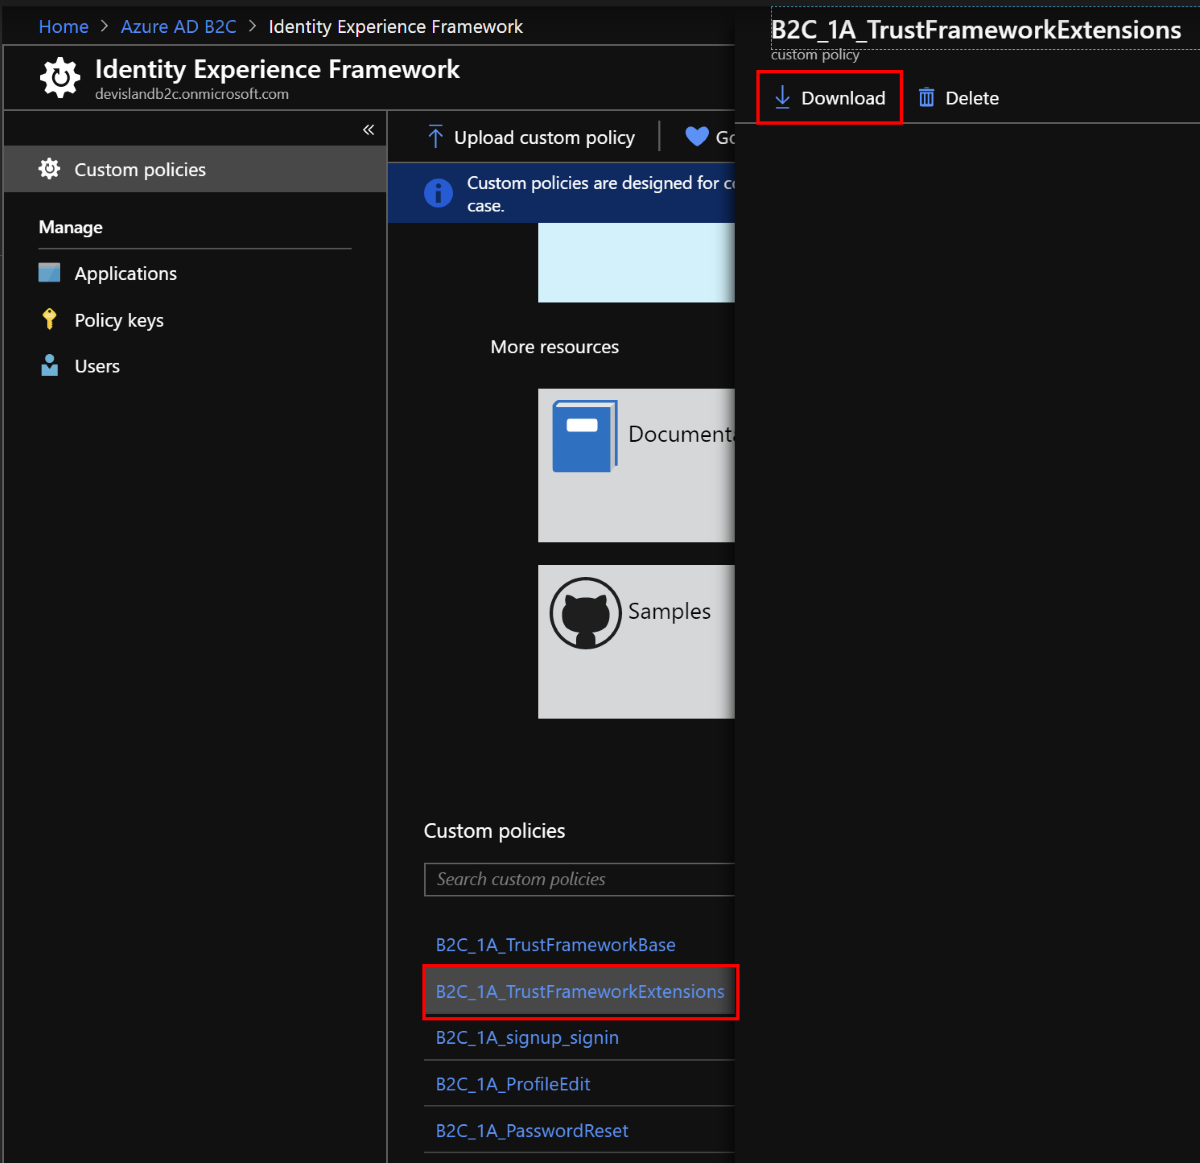 Home > Azure AD B2C > Identity Experience Framework
Identity Experience Framework
devislandb2c.onmicrosoft.com
«
Custom policies
Manage
Applications
Policy keys
Users
Upload custom policy
Go
Custom policies are designed for co
case.
More resources
Documenta
Samples
Custom policies
Search custom policies
B2C_1A_TrustFrameworkBase
B2C_1A_TrustFrameworkExtensions
B2C_1A_signup_signin
B2C_1A_ProfileEdit
B2C_1A_PasswordReset
B2C_1A_TrustFrameworkExtensions
custom policy
Download
Delete